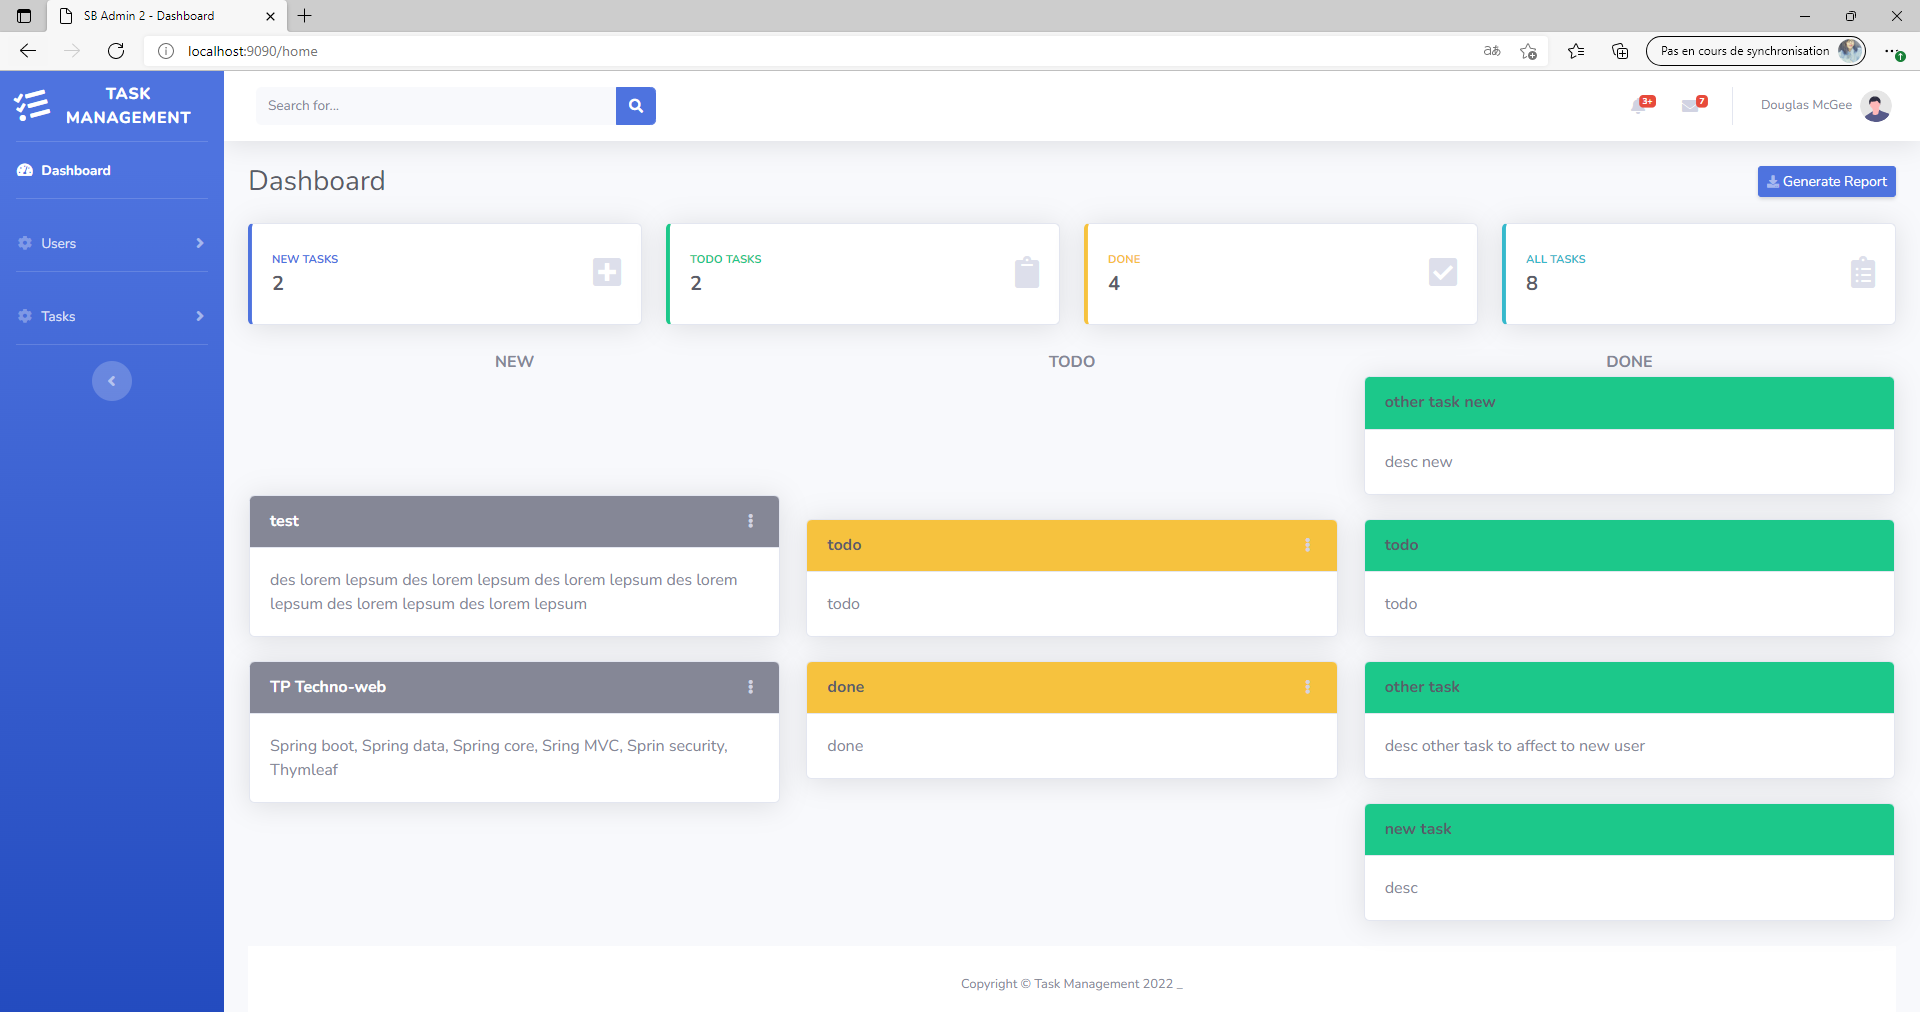 SB Admin 2 - Dashboard
localhost:9090/home
aあ
Pas en cours de synchronisation
TASK
MANAGEMENT
Search for...
3+
7
Douglas McGee
Dashboard
Users
Tasks
Dashboard
Generate Report
NEW TASKS
2
TODO TASKS
2
DONE
4
ALL TASKS
8
NEW
test
des lorem lepsum des lorem lepsum des lorem lepsum des lorem
lepsum des lorem lepsum des lorem lepsum
TP Techno-web
Spring boot, Spring data, Spring core, Sring MVC, Sprin security,
Thymleaf
TODO
todo
todo
done
done
DONE
other task new
desc new
todo
todo
other task
desc other task to affect to new user
new task
desc
Copyright © Task Management 2022 _